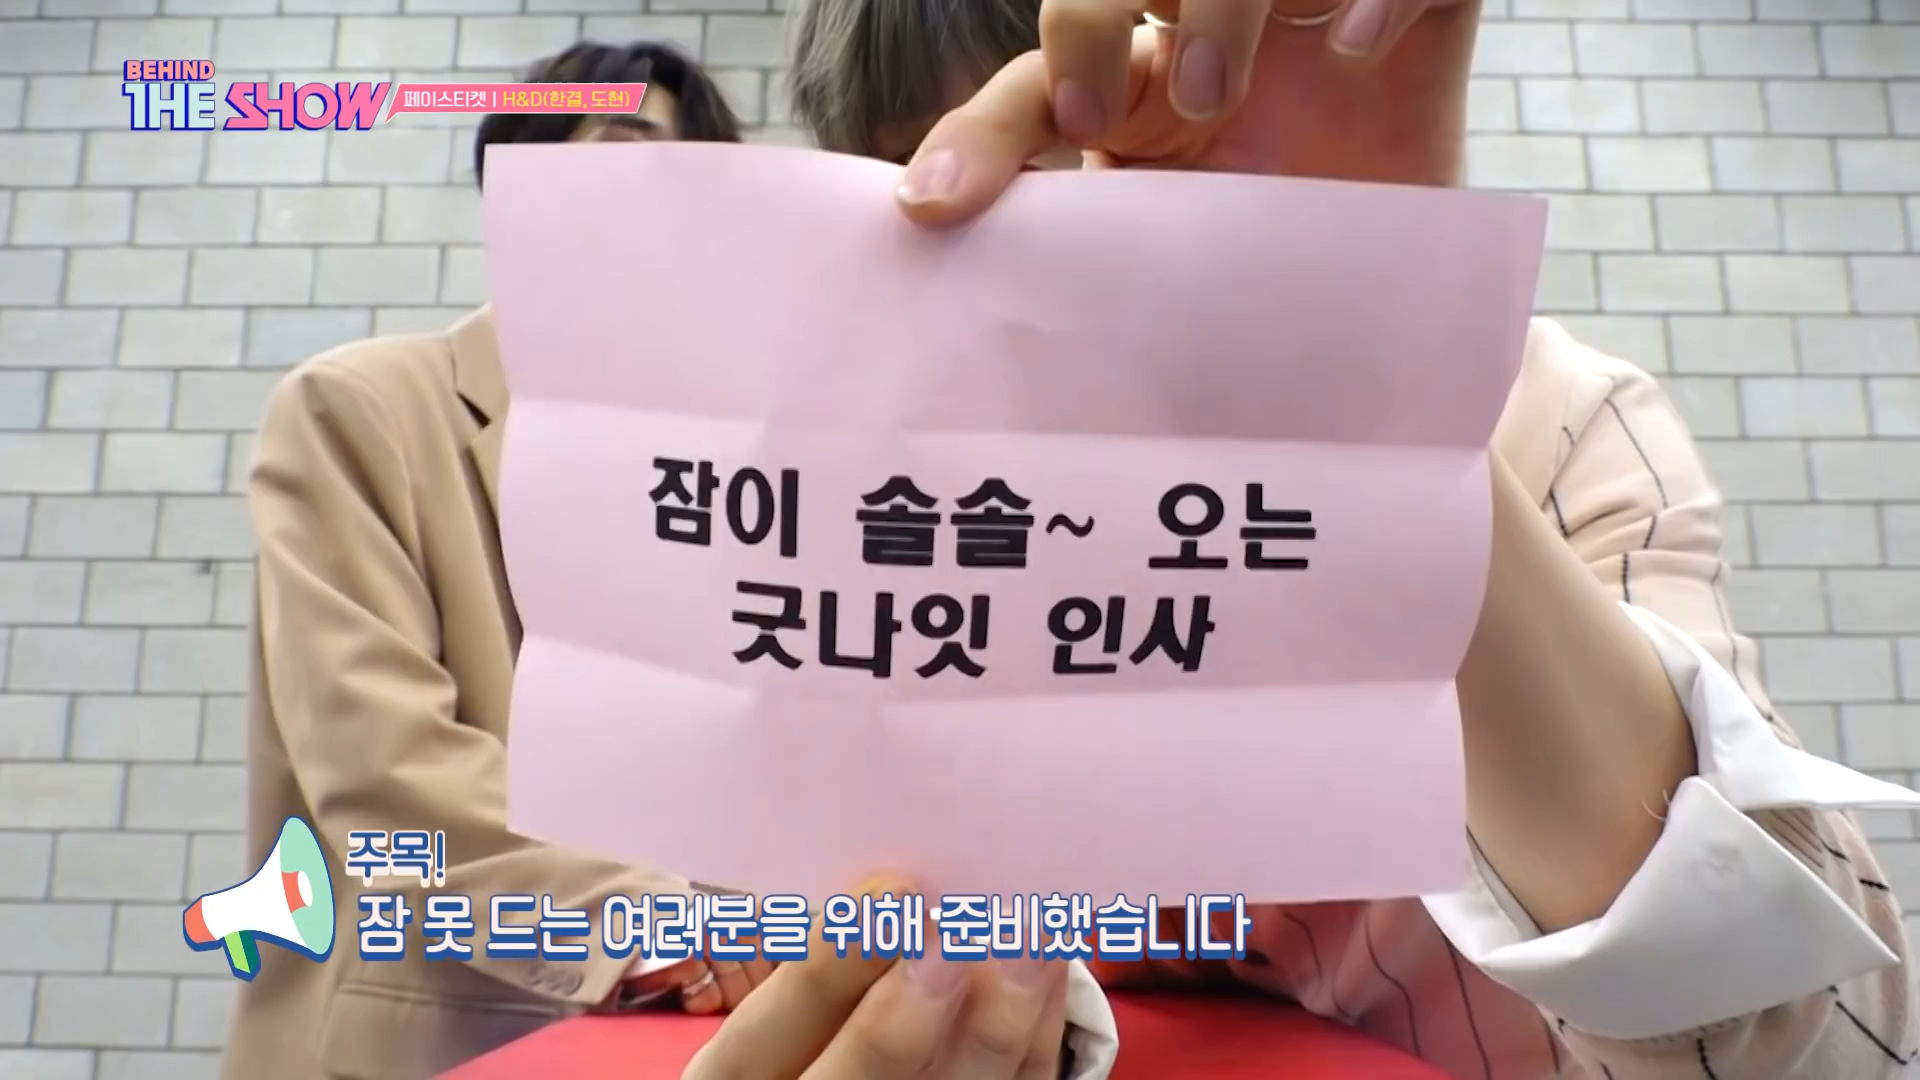 BEHIND
THE SHOW
페이스티켓 | H&D(한결, 도현)
잠이 솔솔~ 오는
굿나잇 인사
주목!
잠 못 드는 여러분을 위해 준비했습니다